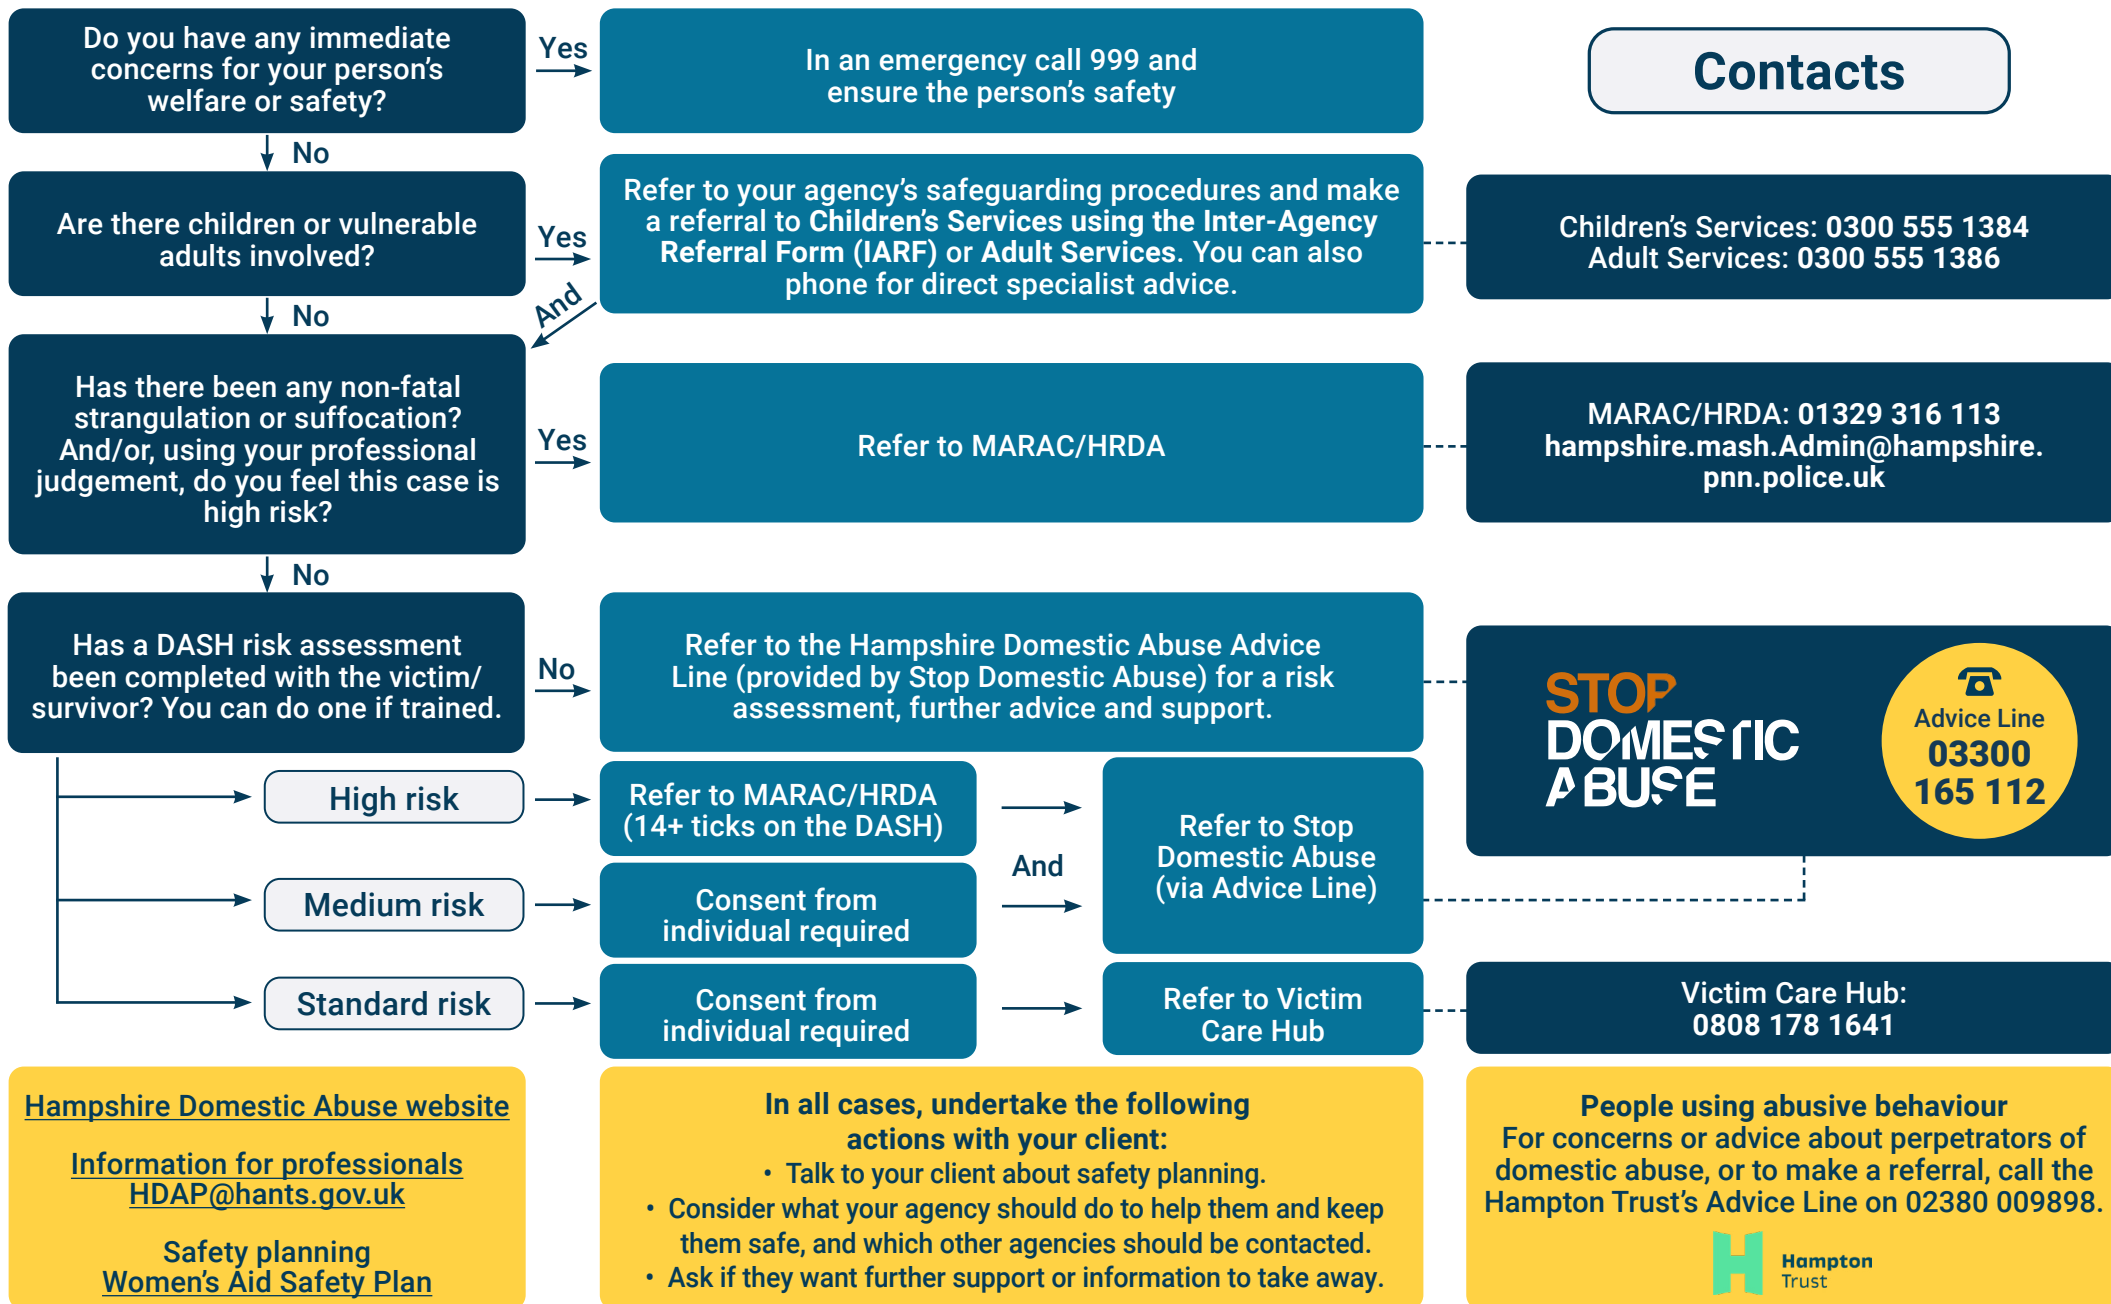 Do you have any immediate
concerns for your person's
welfare or safety?
Yes
In an emergency call 999 and
ensure the person's safety
Contacts
No
Are there children or vulnerable
adults involved?
Yes
Refer to your agency's safeguarding procedures and make
a referral to Children's Services using the Inter-Agency
Referral Form (IARF) or Adult Services. You can also
phone for direct specialist advice.
Children's Services: 0300 555 1384
Adult Services: 0300 555 1386
No
And
Has there been any non-fatal
strangulation or suffocation?
And/or, using your professional
judgement, do you feel this case is
high risk?
Yes
Refer to MARAC/HRDA
MARAC/HRDA: 01329 316 113
hampshire.mash.Admin@hampshire.
pnn.police.uk
No
Has a DASH risk assessment
been completed with the victim/
survivor? You can do one if trained.
No
Refer to the Hampshire Domestic Abuse Advice
Line (provided by Stop Domestic Abuse) for a risk
assessment, further advice and support.
STOP
DOMESTIC
ABUSE
Advice Line
03300
165 112
High risk
Refer to MARAC/HRDA
(14+ ticks on the DASH)
And
Refer to Stop
Domestic Abuse
(via Advice Line)
Medium risk
Consent from
individual required
Standard risk
Consent from
individual required
Refer to Victim
Care Hub
Victim Care Hub:
0808 178 1641
Hampshire Domestic Abuse website
Information for professionals
HDAP@hants.gov.uk
Safety planning
Women's Aid Safety Plan
In all cases, undertake the following
actions with your client:
• Talk to your client about safety planning.
• Consider what your agency should do to help them and keep
them safe, and which other agencies should be contacted.
• Ask if they want further support or information to take away.
People using abusive behaviour
For concerns or advice about perpetrators of
domestic abuse, or to make a referral, call the
Hampton Trust's Advice Line on 02380 009898.
Hampton
Trust